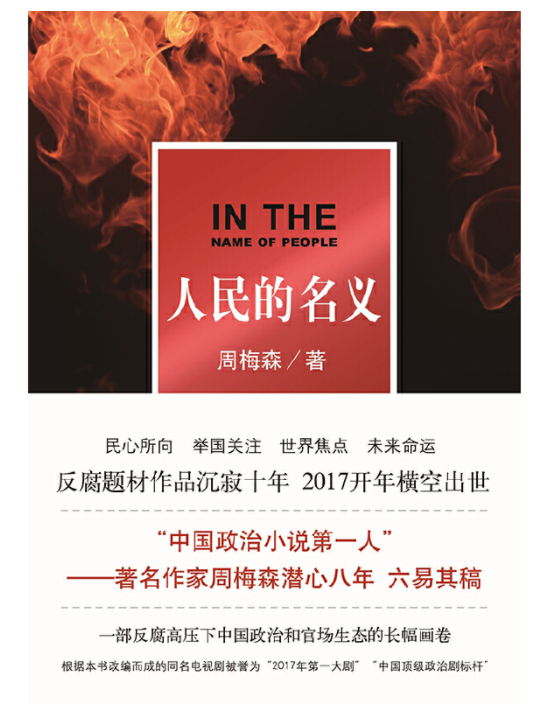 IN THE
NAME OF PEOPLE
人民的名义
周梅森／著
民心所向 举国关注 世界焦点 未来命运
反腐题材作品沉寂十年 2017开年横空出世
“中国政治小说第一人”
——著名作家周梅森潜心八年 六易其稿
一部反腐高压下中国政治和官场生态的长幅画卷
根据本书改编而成的同名电视剧被誉为“2017年第一大剧”“中国顶级政治剧标杆”